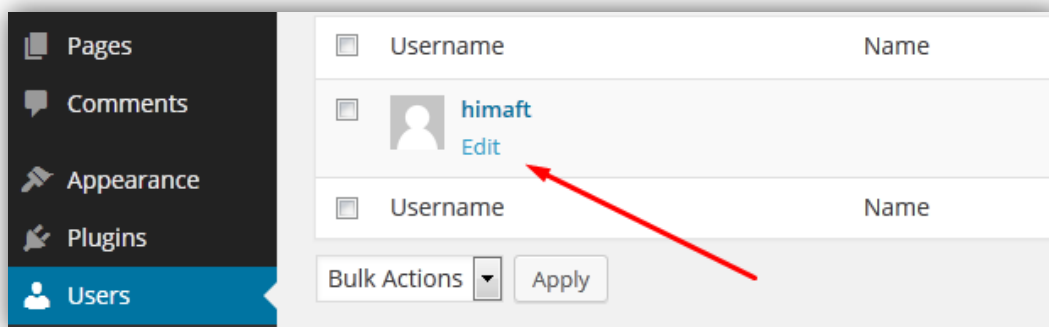 Pages
Comments
Appearance
Plugins
Users
Username Name
himaft
Edit
Username Name
Bulk Actions Apply